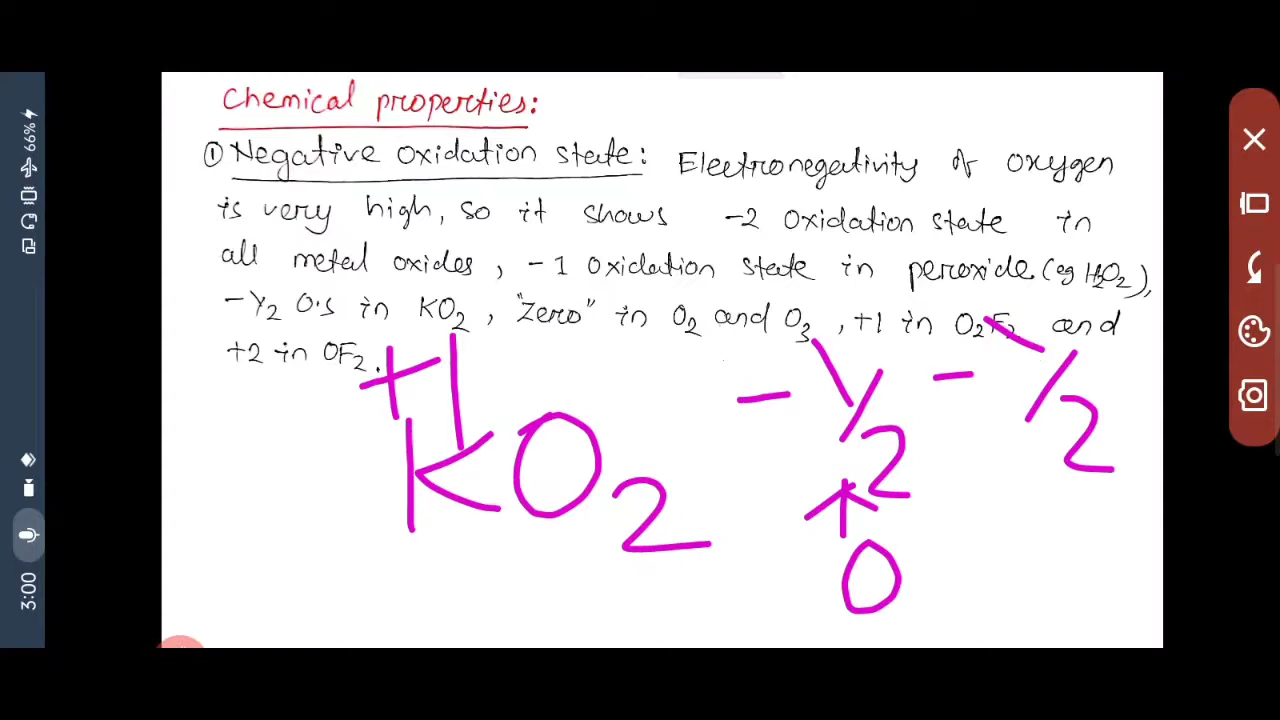 Chemical properties:
① Negative oxidation state: Electronegativity of oxygen
is very high, so it shows -2 oxidation state in
all metal oxides, -1 oxidation state in peroxide (eg H2O2),
-1/2 O.S in KO2, "Zero" in O2 and O3, +1 in O2F2 and
+2 in OF2.
+1
KO2
-1/2 -1/2
O
66%
3:00